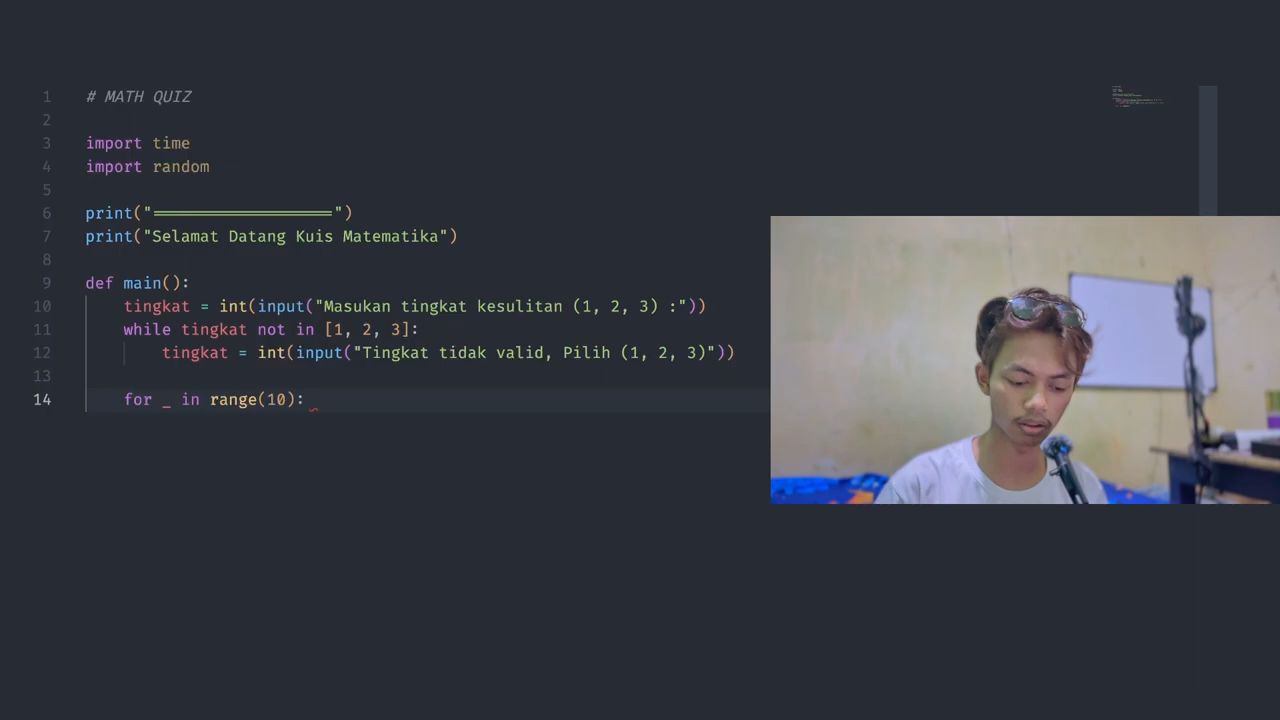 1 # MATH QUIZ
2
3 import time
4 import random
5
6 print("===================")
7 print("Selamat Datang Kuis Matematika")
8
9 def main():
10 tingkat = int(input("Masukan tingkat kesulitan (1, 2, 3) :"))
11 while tingkat not in [1, 2, 3]:
12 tingkat = int(input("Tingkat tidak valid, Pilih (1, 2, 3)"))
13
14 for _ in range(10):